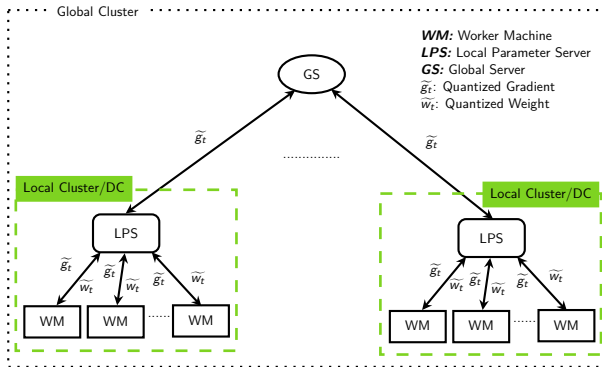 Global Cluster
WM: Worker Machine
LPS: Local Parameter Server
GS: Global Server
g̃ₜ: Quantized Gradient
w̃ₜ: Quantized Weight
GS
g̃ₜ
g̃ₜ
Local Cluster/DC
Local Cluster/DC
LPS
LPS
g̃ₜ w̃ₜ g̃ₜ w̃ₜ g̃ₜ w̃ₜ
g̃ₜ w̃ₜ g̃ₜ w̃ₜ g̃ₜ w̃ₜ
WM WM WM
WM WM WM